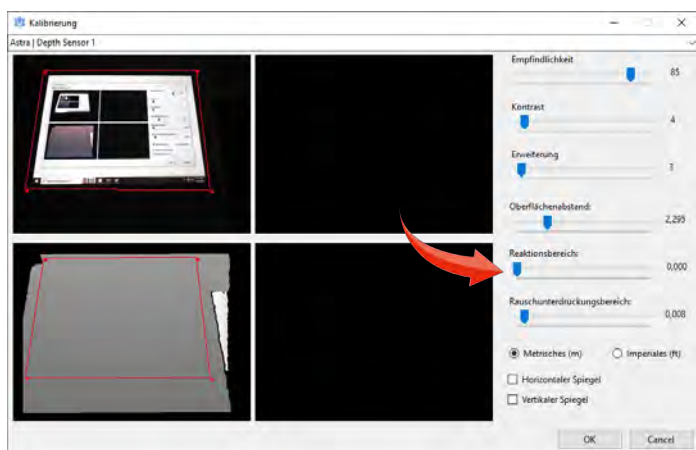 Kalibrierung
Astra | Depth Sensor 1
Empfindlichkeit
85
Kontrast
4
Erweiterung
Oberflächenabstand:
2,295
Reaktionsbereich:
0,000
Rauschunterdrückungsbereich:
0,008
Metrisches (m)
Imperiales (ft)
Horizontaler Spiegel
Vertikaler Spiegel
OK
Cancel